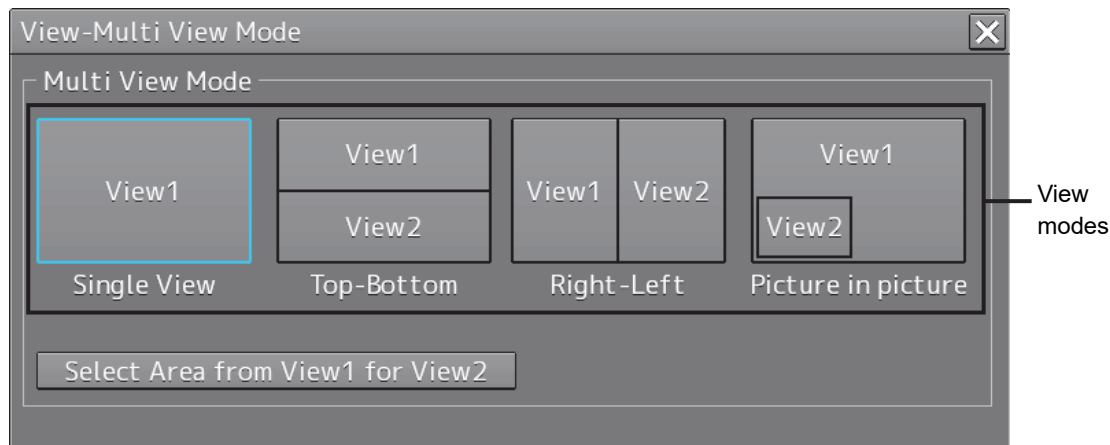 View-Multi View Mode
Multi View Mode
View1
View1
View2
View1
View2
View1
View2
Single View
Top-Bottom
Right-Left
Picture in picture
Select Area from View1 for View2
View
modes